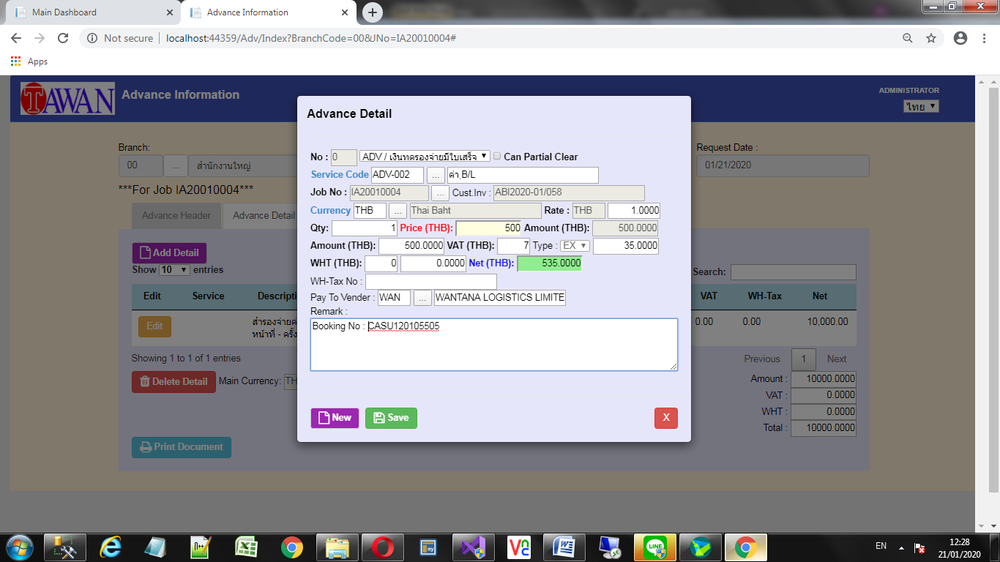 Main Dashboard
Advance Information
Not secure
localhost:44359/Adv/Index?BranchCode=00&JNo=IA20010004#
Apps
TAWAN
Advance Information
ADMINISTRATOR
ไทย
Branch:
00
...
สำนักงานใหญ่
Request Date :
01/21/2020
***For Job IA20010004***
Advance Header
Advance Detail
Add Detail
Show 10 entries
Search:
Edit
Service
VAT
WH-Tax
Net
Edit
สำรองจ่าย
หน้าที่ - ครั้ง
0.00
0.00
10,000.00
Showing 1 to 1 of 1 entries
Previous
1
Next
Delete Detail
Main Currency:
Amount :
10000.0000
VAT :
0.0000
WHT :
0.0000
Total :
10000.0000
Print Document
Advance Detail
No : 0 ADV / เงินทดรองจ่ายมีใบเสร็จ Can Partial Clear
Service Code ADV-002 ... ค่า B/L
Job No : IA20010004 ... Cust.Inv : ABI2020-01/058
Currency THB ... Thai Baht Rate : THB 1.0000
Qty: 1 Price (THB): 500 Amount (THB): 500.0000
Amount (THB): 500.0000 VAT (THB): 7 Type : EX 35.0000
WHT (THB): 0 0.0000 Net (THB): 535.0000
WH-Tax No :
Pay To Vender : WAN ... WANTANA LOGISTICS LIMITE
Remark :
Booking No : CASU120105505
New
Save
X
EN
12:28
21/01/2020